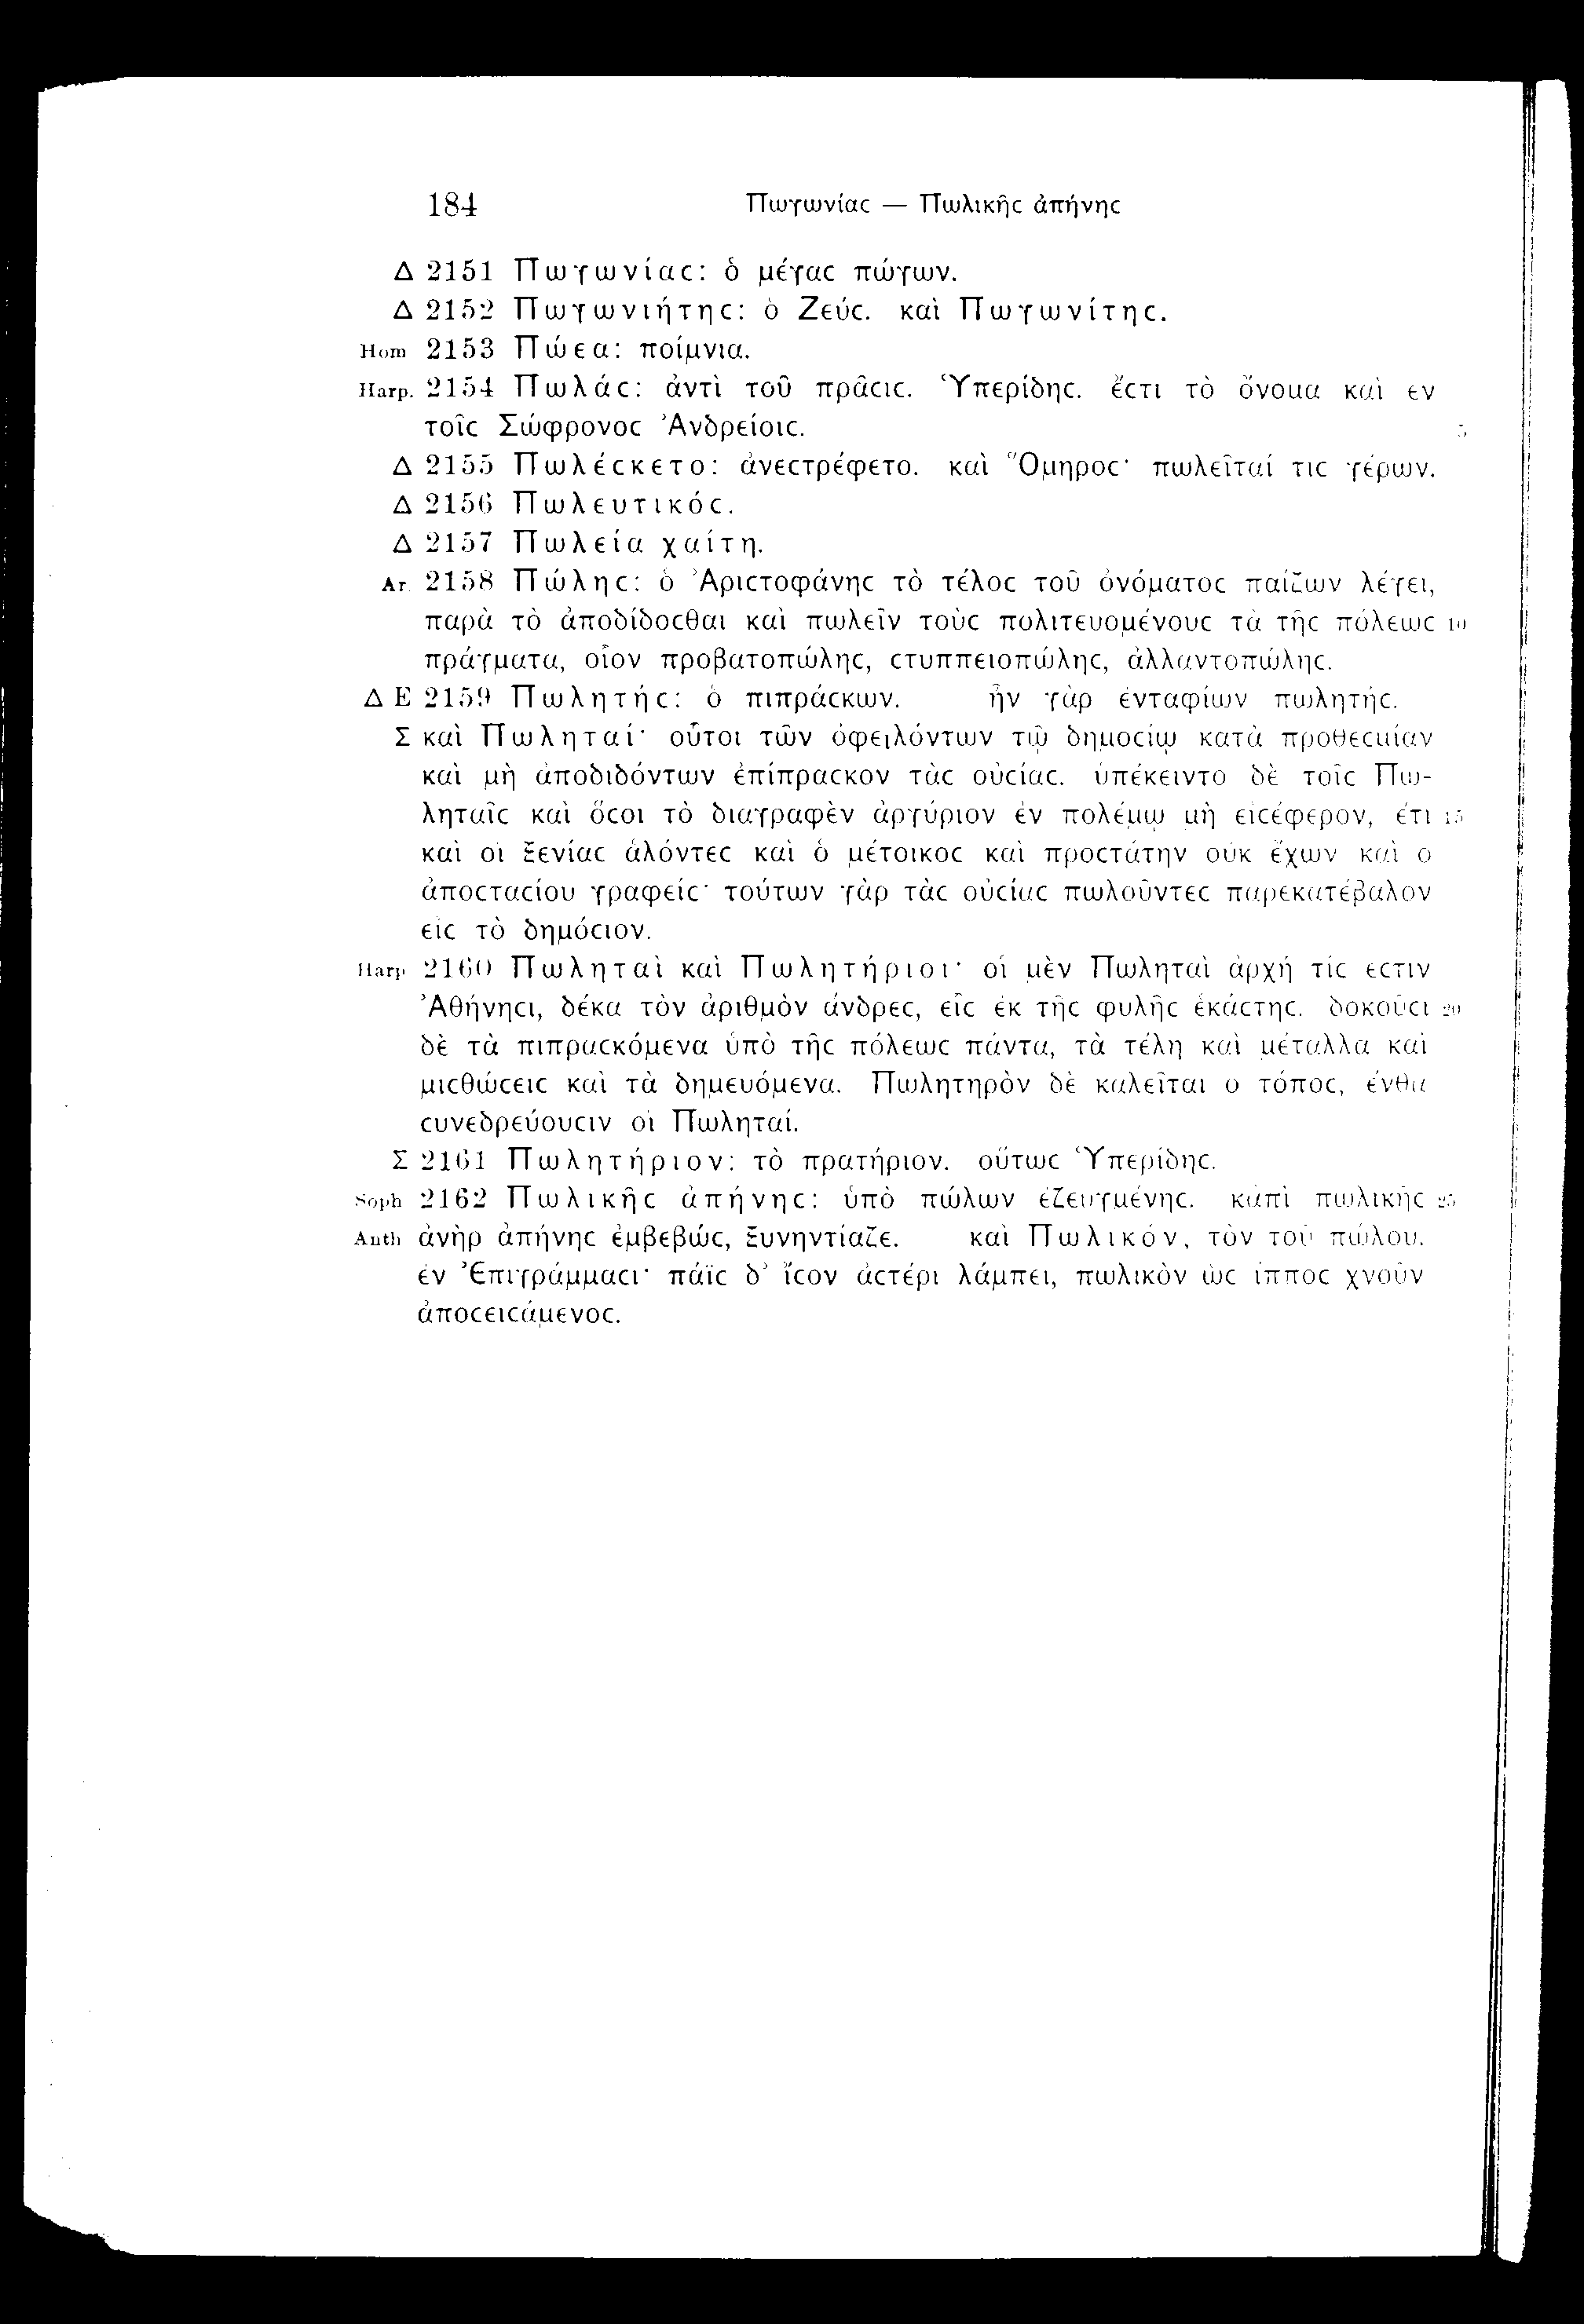 184 Πωγωνίαϲ — Πωλικῆϲ ἀπήνηϲ
Δ 2151 Πωγωνίαϲ: ὁ μέγαϲ πώγων.
Δ 2152 Πωγωνιήτηϲ: ὁ Ζεύϲ. καὶ Πωγωνίτηϲ.
Hom 2153 Πώεα: ποίμνια.
Harp. 2154 Πωλάϲ: ἀντὶ τοῦ πρᾶϲιϲ. Ὑπερίδηϲ. ἔϲτι τὸ ὄνομα καὶ ἐν
τοῖϲ Σώφρονοϲ Ἀνδρείοιϲ. 5
Δ 2155 Πωλέϲκετο: ἀνεϲτρέφετο. καὶ Ὅμηροϲ· πωλεῖταί τιϲ γέρων.
Δ 2156 Πωλευτικόϲ.
Δ 2157 Πωλεία χαίτη.
Ar. 2158 Πώληϲ: ὁ Ἀριϲτοφάνηϲ τὸ τέλοϲ τοῦ ὀνόματοϲ παίζων λέγει,
παρὰ τὸ ἀποδίδοϲθαι καὶ πωλεῖν τοὺϲ πολιτευομένουϲ τὰ τῆϲ πόλεωϲ 10
πράγματα, οἷον προβατοπώληϲ, ϲτυππειοπώληϲ, ἀλλαντοπώληϲ.
Δ Ε 2159 Πωλητήϲ: ὁ πιπράϲκων. ἦν γὰρ ἐνταφίων πωλητήϲ.
Σ καὶ Πωληταί· οὗτοι τῶν ὀφειλόντων τῷ δημοϲίῳ κατὰ προθεϲμίαν
καὶ μὴ ἀποδιδόντων ἐπίπραϲκον τὰϲ οὐϲίαϲ. ὑπέκειντο δὲ τοῖϲ Πω-
ληταῖϲ καὶ ὅϲοι τὸ διαγραφὲν ἀργύριον ἐν πολέμῳ μὴ εἰϲέφερον, ἔτι 15
καὶ οἱ ξενίαϲ ἁλόντεϲ καὶ ὁ μέτοικοϲ καὶ προϲτάτην οὐκ ἔχων καὶ ὁ
ἀποϲταϲίου γραφείϲ· τούτων γὰρ τὰϲ οὐϲίαϲ πωλοῦντεϲ παρεκατέβαλον
εἰϲ τὸ δημόϲιον.
Harp 2160 Πωληταὶ καὶ Πωλητήριοι· οἱ μὲν Πωληταὶ ἀρχή τίϲ ἐϲτιν
Ἀθήνηϲι, δέκα τὸν ἀριθμὸν ἄνδρεϲ, εἷϲ ἐκ τῆϲ φυλῆϲ ἑκάϲτηϲ. δοκοῦϲι 20
δὲ τὰ πιπραϲκόμενα ὑπὸ τῆϲ πόλεωϲ πάντα, τὰ τέλη καὶ μέταλλα καὶ
μιϲθώϲειϲ καὶ τὰ δημευόμενα. Πωλητηρὸν δὲ καλεῖται ὁ τόποϲ, ἔνθα
ϲυνεδρεύουϲιν οἱ Πωληταί.
Σ 2161 Πωλητήριον: τὸ πρατήριον. οὕτωϲ Ὑπερίδηϲ.
Soph 2162 Πωλικῆϲ ἀπήνηϲ: ὑπὸ πώλων ἐζευγμένηϲ. κἀπὶ πωλικῆϲ 25
Anth ἀνὴρ ἀπήνηϲ ἐμβεβώϲ, ξυνηντίαζε. καὶ Πωλικόν, τὸν τοῦ πώλου.
ἐν Ἐπιγράμμαϲι· πάϊϲ δ' ἴϲον ἀϲτέρι λάμπει, πωλικὸν ὡϲ ἵπποϲ χνοῦν
ἀποϲειϲάμενοϲ.